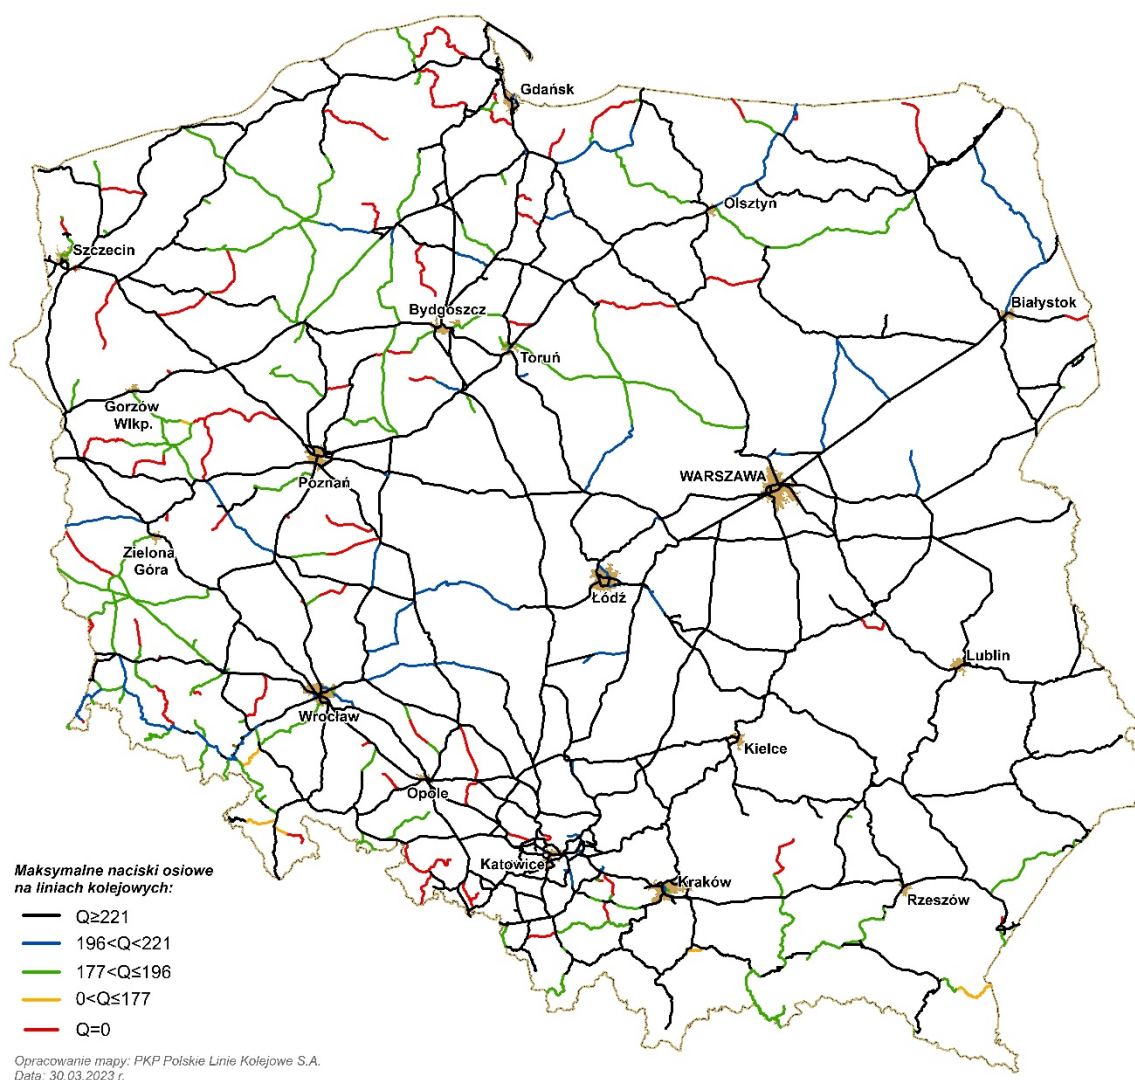 Gdańsk
Olsztyn
Szczecin
Białystok
Bydgoszcz
Toruń
Gorzów
Wlkp.
WARSZAWA
Poznań
Zielona
Góra
Łódź
Lublin
Wrocław
Kielce
Opole
Katowice
Kraków
Rzeszów
Maksymalne naciski osiowe
na liniach kolejowych:
Q≥221
196<Q<221
177<Q≤196
0<Q≤177
Q=0
Opracowanie mapy: PKP Polskie Linie Kolejowe S.A.
Data: 30.03.2023 r.